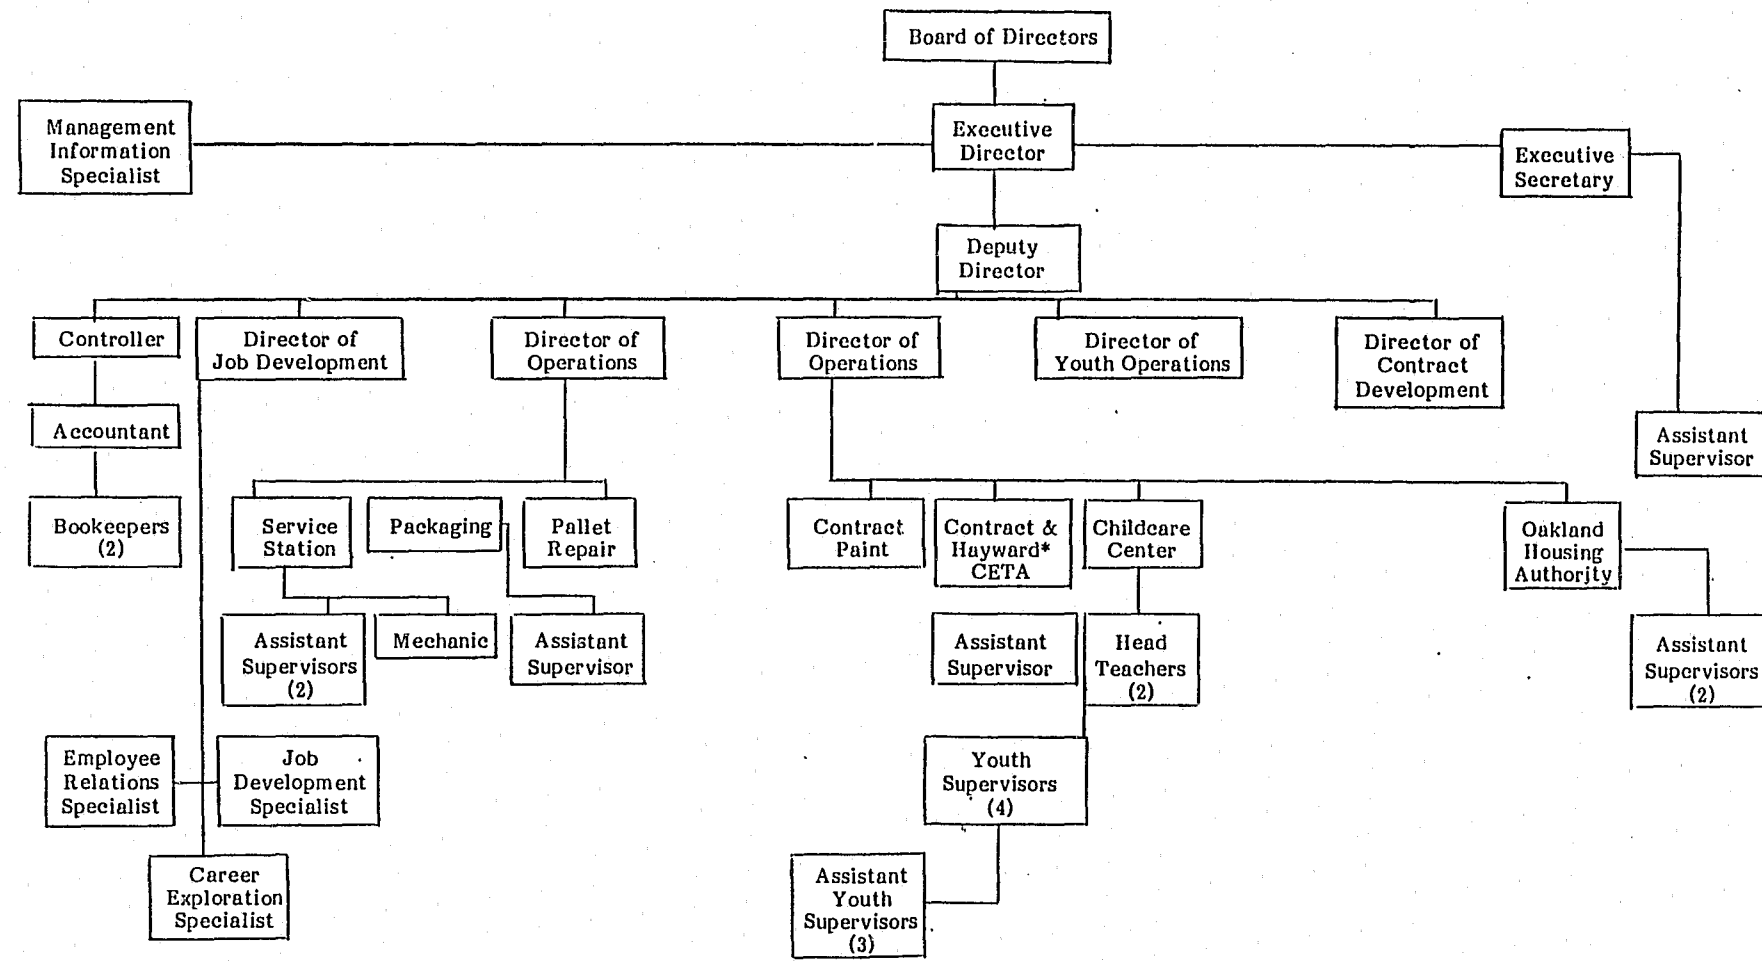 Board of Directors
Management
Information
Specialist
Executive
Director
Executive
Secretary
Deputy
Director
Controller
Director of
Job Development
Director of
Operations
Director of
Operations
Director of
Youth Operations
Director of
Contract
Development
Accountant
Assistant
Supervisor
Bookeepers
(2)
Service
Station
Packaging
Pallet
Repair
Contract
Paint
Contract &
Hayward*
CETA
Childcare
Center
Oakland
Housing
Authority
Assistant
Supervisors
(2)
Mechanic
Assistant
Supervisor
Assistant
Supervisor
Head
Teachers
(2)
Assistant
Supervisors
(2)
Employee
Relations
Specialist
Job
Development
Specialist
Youth
Supervisors
(4)
Career
Exploration
Specialist
Assistant
Youth
Supervisors
(3)